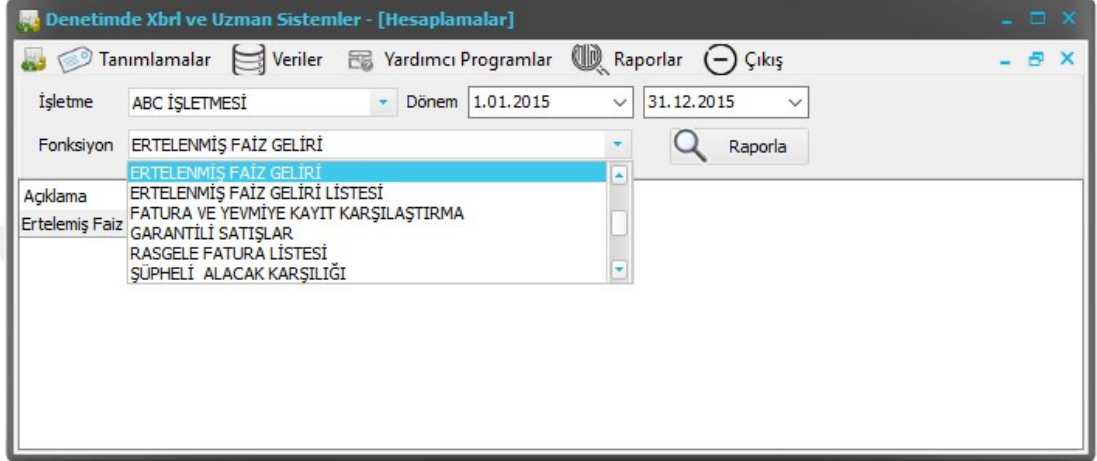 Denetimde Xbrl ve Uzman Sistemler - [Hesaplamalar]
Tanımlamalar Veriler Yardımcı Programlar Raporlar Çıkış
İşletme ABC İŞLETMESİ Dönem 1.01.2015 31.12.2015
Fonksiyon ERTELENMİŞ FAİZ GELİRİ Raporla
ERTELENMİŞ FAİZ GELİRİ
Açıklama ERTELENMİŞ FAİZ GELİRİ LİSTESİ
FATURA VE YEVMİYE KAYIT KARŞILAŞTIRMA
Ertelemiş Faiz GARANTİLİ SATIŞLAR
RASGELE FATURA LİSTESİ
ŞÜPHELİ ALACAK KARŞILIĞI